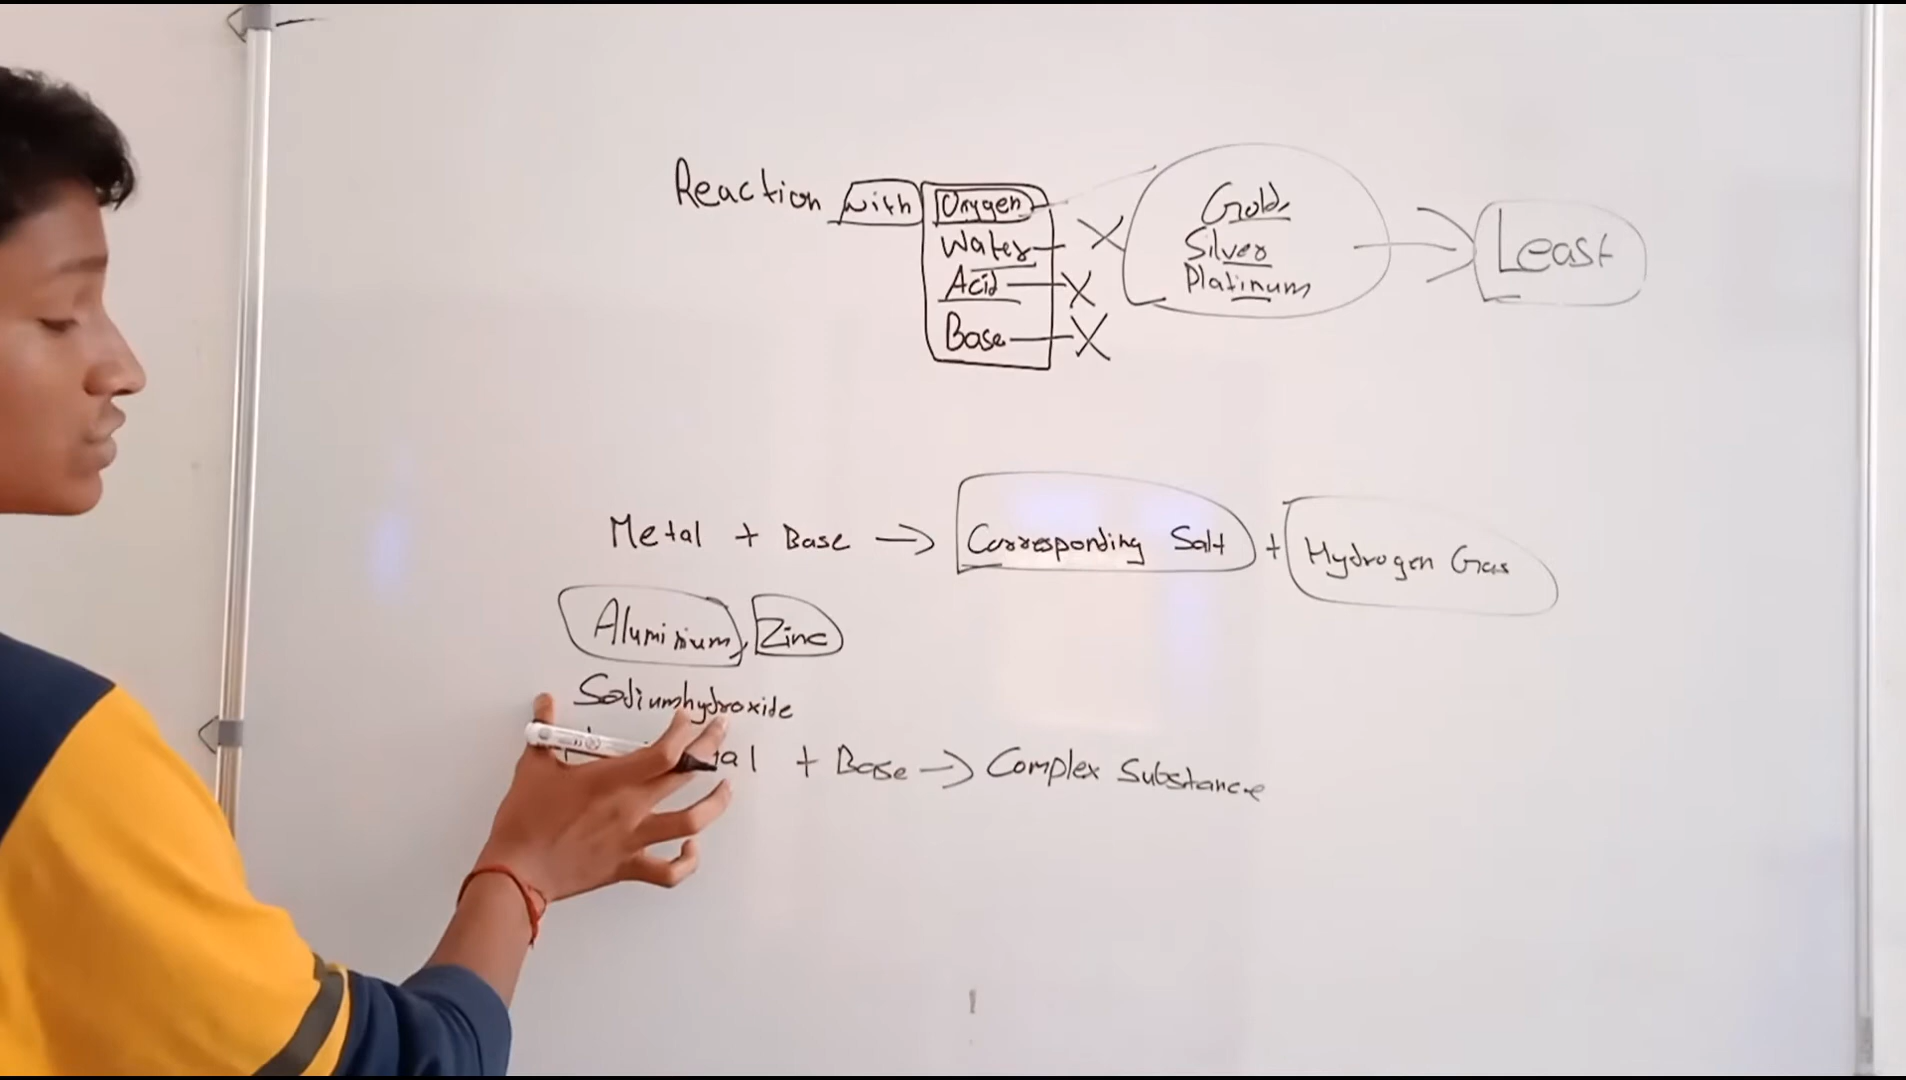 Reaction with Oxygen
Water X
Acid X
Base X
Gold,
Silver
Platinum
Least
Metal + Base → Corresponding Salt + Hydrogen Gas
Aluminium, Zinc
Sodiumhydroxide
+ Base → Complex Substance